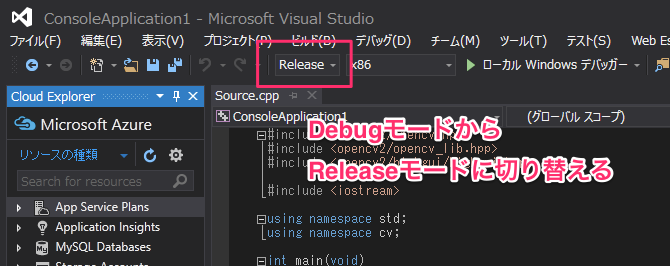 ConsoleApplication1 - Microsoft Visual Studio
ファイル(F) 編集(E) 表示(V) プロジェクト(P) ビルド(B) デバッグ(D) チーム(M) ツール(T) テスト(S) Web Es
Release x86 ローカル Windows デバッガー
Cloud Explorer
Source.cpp
Microsoft Azure
ConsoleApplication1
(グローバル スコープ)
Debugモードから
Releaseモードに切り替える
リソースの種類
Search for resources
App Service Plans
Application Insights
MySQL Databases
Storage Accounts
#include
#include <opencv2/opencv_lib.hpp>
#include
#include <iostream>
using namespace std;
using namespace cv;
int main(void)